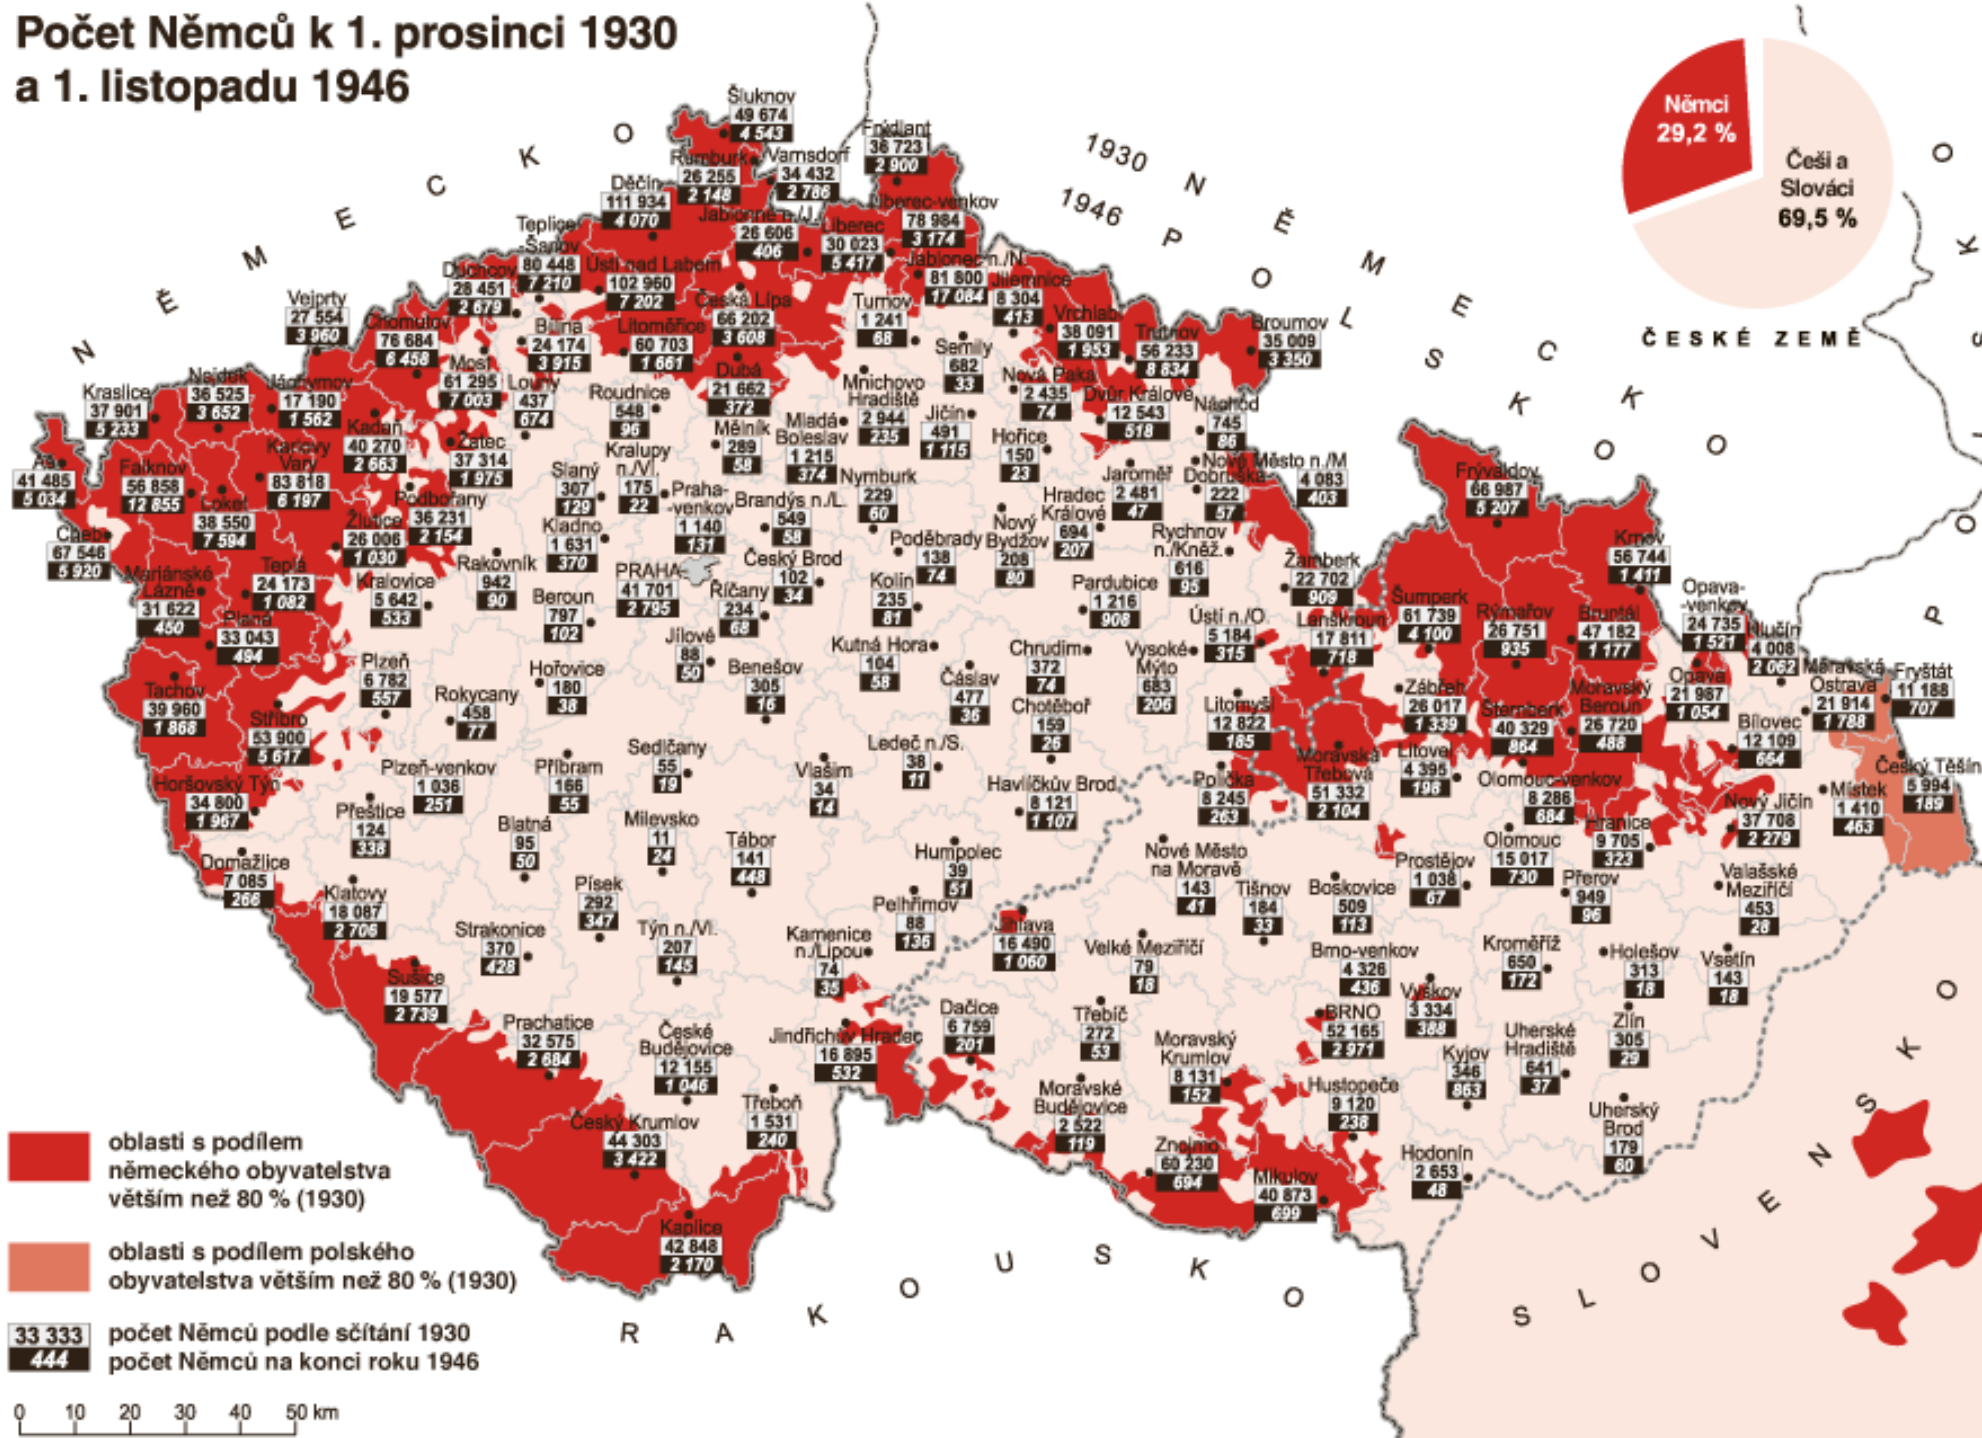 Počet Němců k 1. prosinci 1930
a 1. listopadu 1946
Němci
29,2 %
Češi a
Slováci
69,5 %
ČESKÉ ZEMĚ
NĚMECKO
1930 NĚMECKO
1946 POLSKO
POLSKO
SLOVENSKO
RAKOUSKO
Šluknov
49 674
4 543
Frýdlant
36 723
2 900
Rumburk
26 255
2 148
Varnsdorf
34 432
2 786
Děčín
111 934
4 070
Jablonné n./J.
26 606
406
Liberec
30 023
5 417
Liberec-venkov
78 984
3 174
Teplice-
-Šanov
80 448
7 210
Duchcov
28 451
2 679
Ústí nad Labem
102 960
7 202
Česká Lípa
66 202
3 608
Jablonec n./N.
81 800
17 084
Jilemnice
8 304
413
Vejprty
27 554
3 960
Chomutov
76 684
6 458
Bílina
24 174
3 915
Litoměřice
60 703
1 661
Turnov
1 241
68
Semily
682
33
Vrchlabí
38 091
1 953
Trutnov
56 233
8 834
Broumov
35 009
3 350
Most
61 295
7 003
Louny
437
674
Roudnice
548
96
Dubá
21 662
372
Mnichovo
Hradiště
2 944
235
Nová Paka
2 435
74
Dvůr Králové
12 543
518
Náchod
745
86
Kraslice
37 901
5 233
Nejdek
36 525
3 652
Jáchymov
17 190
1 562
Kadaň
40 270
2 663
Žatec
37 314
1 975
Mělník
289
58
Mladá
Boleslav
1 215
374
Jičín
491
1 115
Hořice
150
23
Aš
41 485
5 034
Falknov
56 858
12 855
Loket
38 550
7 594
Karlovy
Vary
83 818
6 197
Podbořany
36 231
2 154
Slaný
307
129
Kralupy
n./Vl.
175
22
Praha-
-venkov
1 140
131
Brandýs n./L.
549
58
Nymburk
229
60
Jaroměř
2 481
47
Dobruška
222
57
Nové Město n./M
4 083
403
Frývaldov
66 987
5 207
Cheb
67 546
5 920
Žlutice
26 006
1 030
Kladno
1 631
370
Poděbrady
138
74
Nový
Bydžov
208
80
Hradec
Králové
694
207
Rychnov
n./Kněž.
616
95
Žamberk
22 702
909
Krnov
56 744
1 411
Mariánské
Lázně
31 622
450
Teplá
24 173
1 082
Kralovice
5 642
533
Rakovník
942
90
Beroun
797
102
PRAHA
41 701
2 795
Český Brod
102
34
Říčany
234
68
Kolín
235
81
Pardubice
1 216
908
Ústí n./O.
5 184
315
Lanškroun
17 811
718
Šumperk
61 739
4 100
Rýmařov
26 751
935
Bruntál
47 182
1 177
Opava-
-venkov
24 735
1 521
Hlučín
4 008
2 062
Planá
33 043
494
Plzeň
6 782
557
Jílové
88
50
Benešov
305
16
Kutná Hora
104
58
Čáslav
477
36
Chrudim
372
74
Vysoké
Mýto
683
206
Zábřeh
26 017
1 339
Opava
21 987
1 054
Moravská
Ostrava
21 914
1 788
Fryštát
11 188
707
Tachov
39 960
1 868
Stříbro
53 900
5 617
Rokycany
458
77
Hořovice
180
38
Chotěboř
159
26
Litomyšl
12 822
185
Šternberk
40 329
864
Moravský
Beroun
26 720
488
Bílovec
12 109
664
Horšovský Týn
34 800
1 967
Plzeň-venkov
1 036
251
Příbram
166
55
Sedlčany
55
19
Vlašim
34
14
Ledeč n./S.
38
11
Havlíčkův Brod
8 121
1 107
Polička
8 245
263
Moravská
Třebová
51 332
2 104
Litovel
4 395
198
Olomouc-venkov
8 286
684
Nový Jičín
37 708
2 279
Místek
1 410
463
Český Těšín
5 994
189
Přeštice
124
338
Blatná
95
50
Milevsko
11
24
Tábor
141
448
Humpolec
39
51
Nové Město
na Moravě
143
41
Olomouc
15 017
730
Hranice
9 705
323
Domažlice
7 085
266
Klatovy
18 087
2 706
Písek
292
347
Pelhřimov
88
136
Tišnov
184
33
Boskovice
509
113
Prostějov
1 038
67
Přerov
949
96
Valašské
Meziříčí
453
28
Strakonice
370
428
Týn n./Vl.
207
145
Kamenice
n./Lipou
74
35
Jihlava
16 490
1 060
Velké Meziříčí
79
18
Brno-venkov
4 326
436
Kroměříž
650
172
Holešov
313
18
Vsetín
143
18
Sušice
19 577
2 739
Vyškov
3 334
388
Prachatice
32 575
2 684
České
Budějovice
12 155
1 046
Jindřichův Hradec
16 895
532
Dačice
6 759
201
Třebíč
272
53
Moravský
Krumlov
8 131
152
BRNO
52 165
2 971
Kyjov
346
863
Uherské
Hradiště
641
37
Zlín
305
29
Třeboň
1 531
240
Moravské
Budějovice
2 522
119
Hustopeče
9 120
238
Uherský
Brod
179
60
Český Krumlov
44 303
3 422
Znojmo
60 230
694
Mikulov
40 873
699
Hodonín
2 653
48
Kaplice
42 848
2 170
oblasti s podílem
německého obyvatelstva
větším než 80 % (1930)
oblasti s podílem polského
obyvatelstva větším než 80 % (1930)
33 333
444
počet Němců podle sčítání 1930
počet Němců na konci roku 1946
0 10 20 30 40 50 km